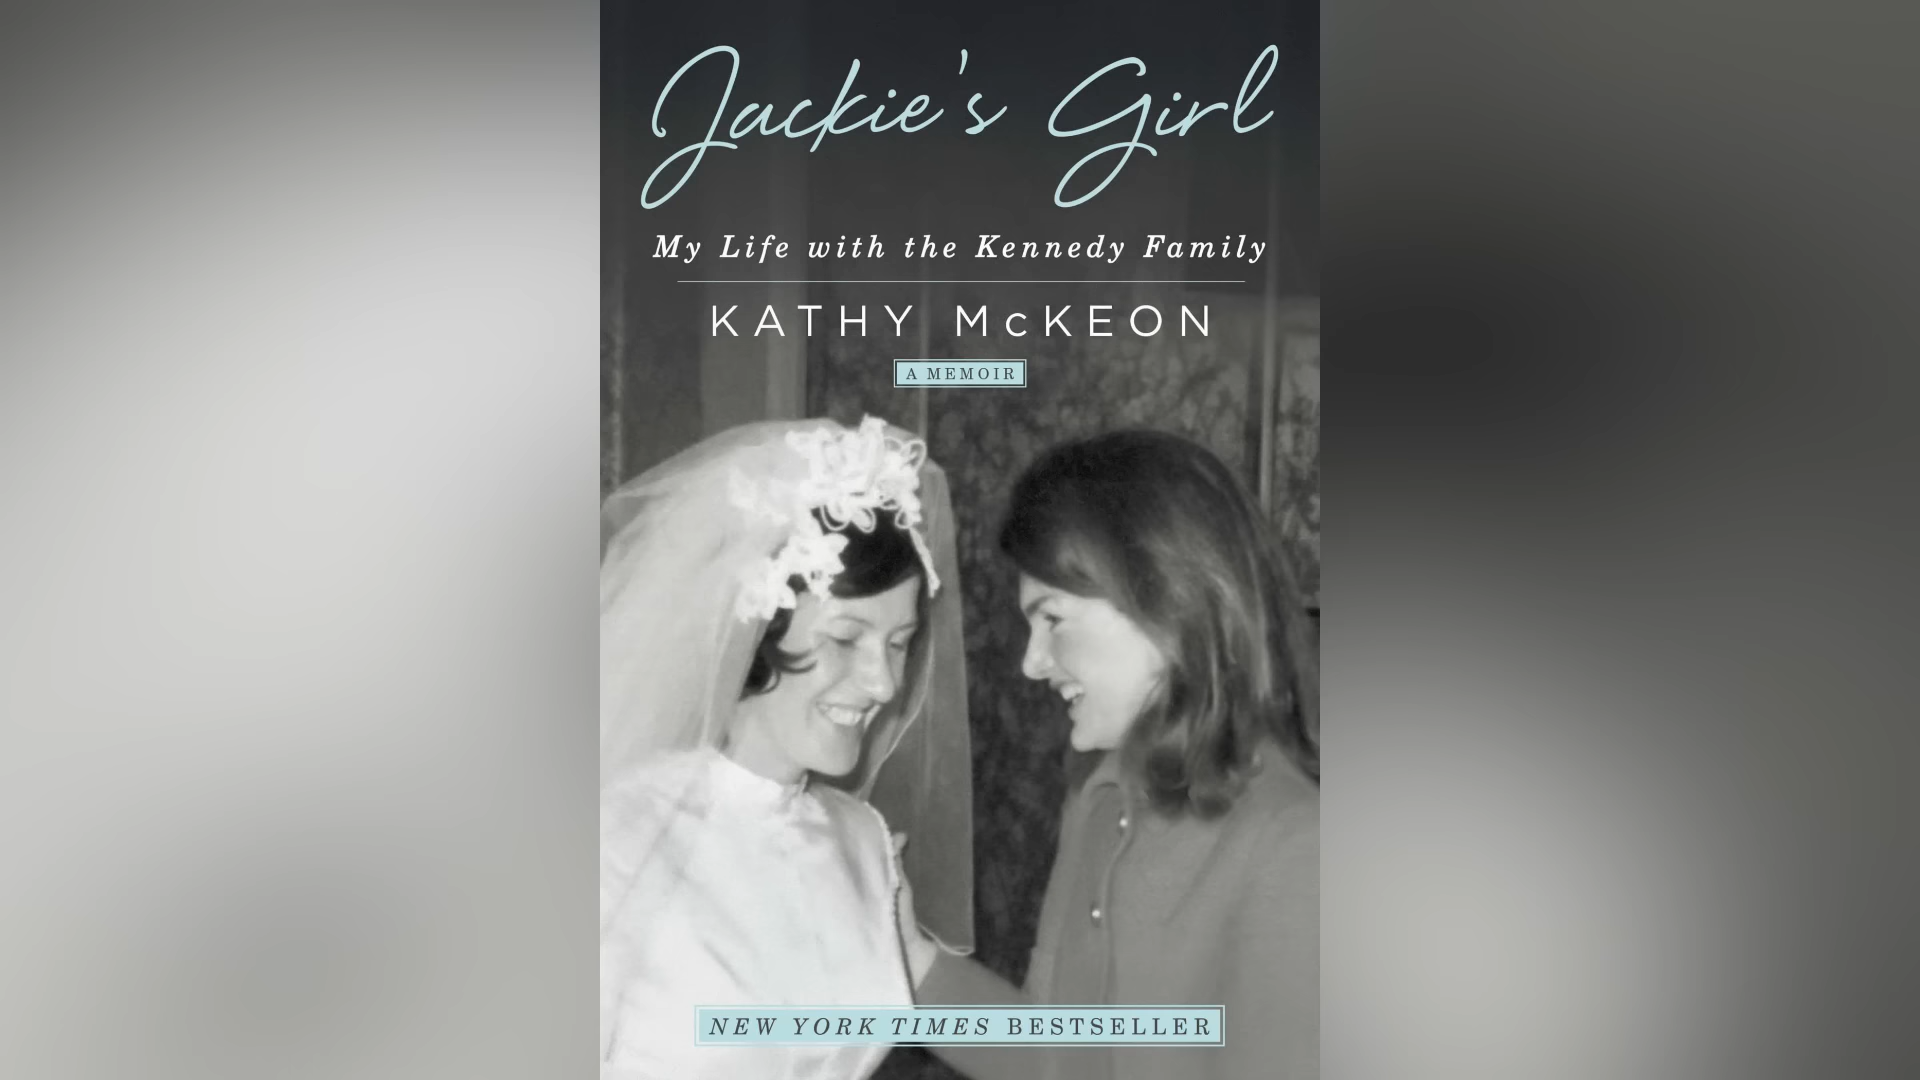 Jackie's Girl
My Life with the Kennedy Family
KATHY McKEON
A MEMOIR
NEW YORK TIMES BESTSELLER